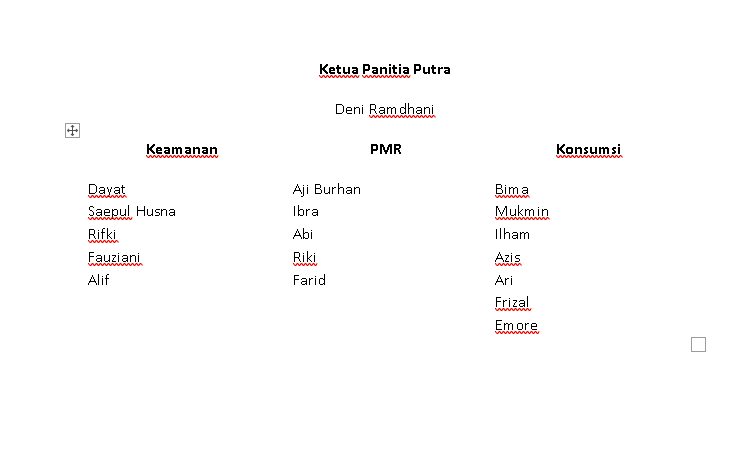 Ketua Panitia Putra
Deni Ramdhani
Keamanan PMR Konsumsi
Dayat Aji Burhan Bima
Saepul Husna Ibra Mukmin
Rifki Abi Ilham
Fauziani Riki Azis
Alif Farid Ari
Frizal
Emore